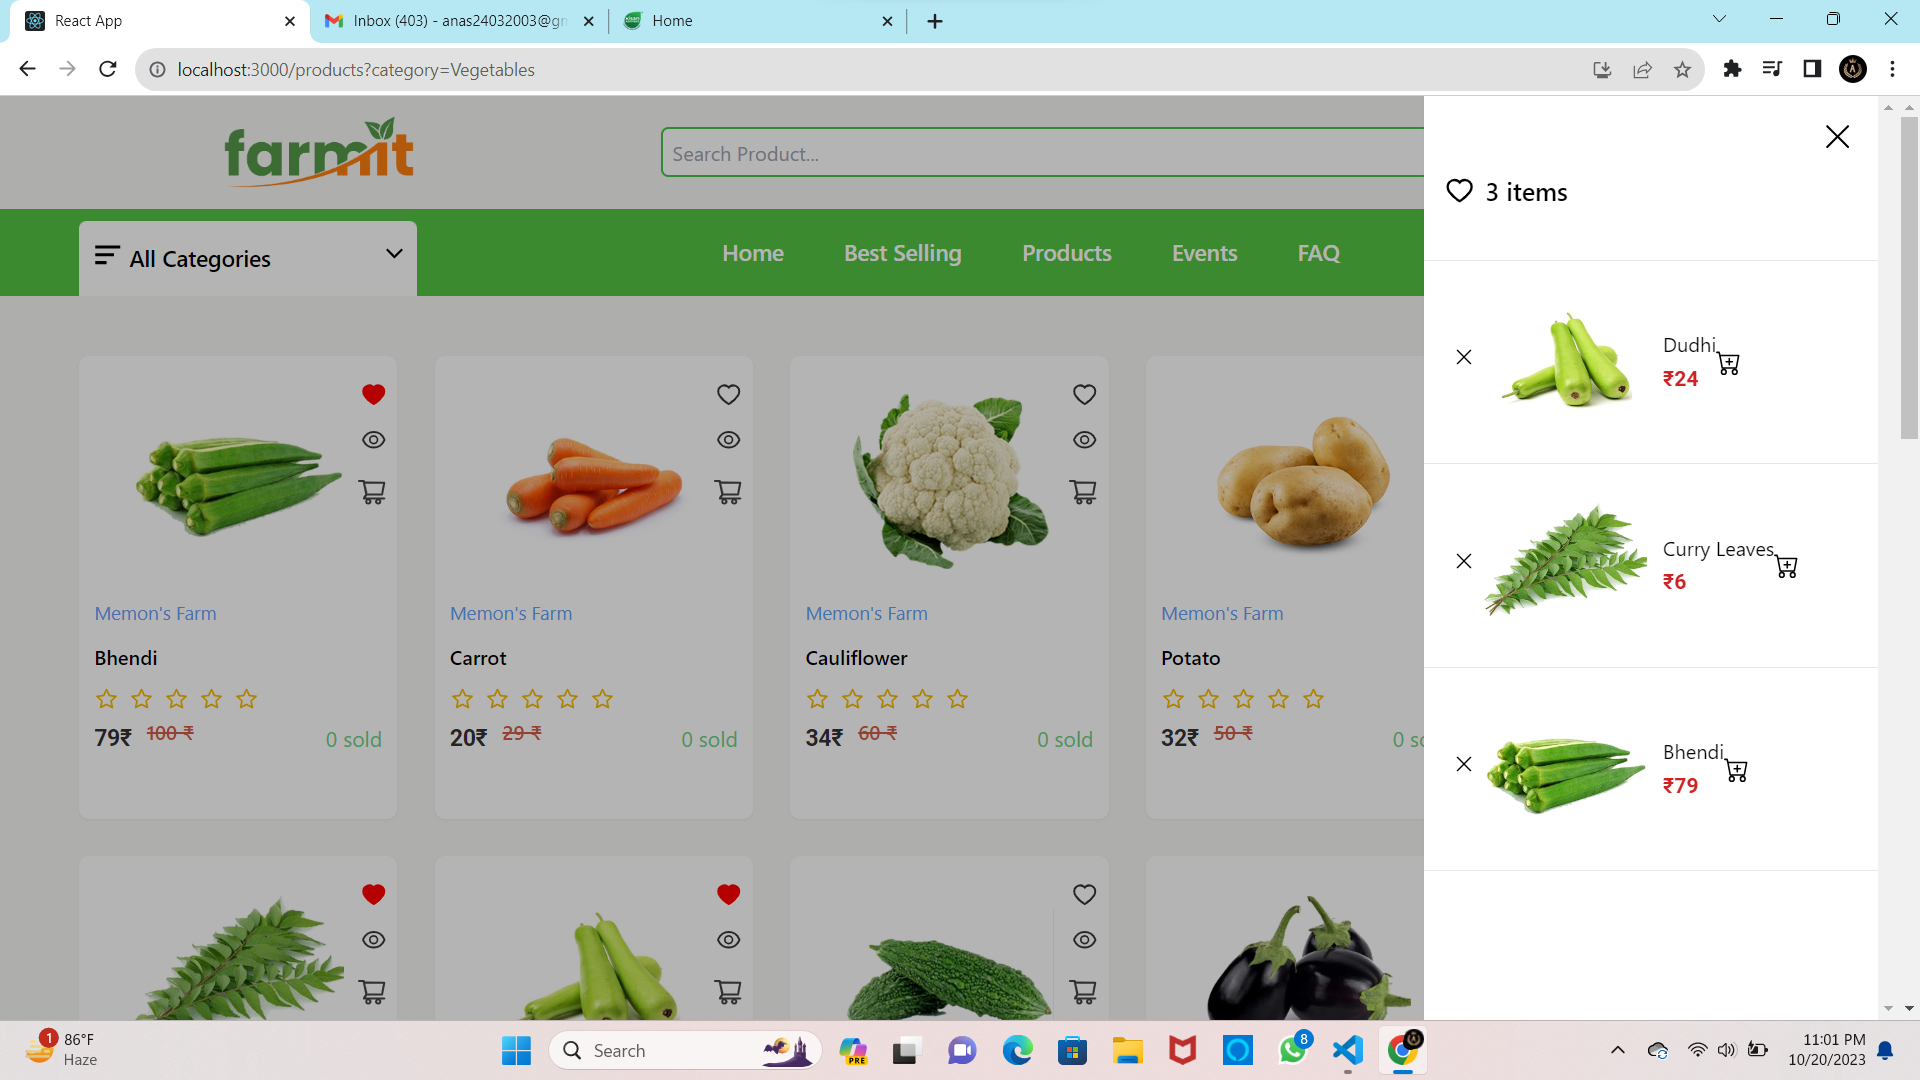 React App
Inbox (403) - anas24032003@gm
Home
localhost:3000/products?category=Vegetables
farmit
Search Product...
3 items
All Categories
Home
Best Selling
Products
Events
FAQ
Dudhi
₹24
Curry Leaves
₹6
Bhendi
₹79
Memon's Farm
Bhendi
79₹ 100 ₹
0 sold
Memon's Farm
Carrot
20₹ 29 ₹
0 sold
Memon's Farm
Cauliflower
34₹ 60 ₹
0 sold
Memon's Farm
Potato
32₹ 50 ₹
0 so
1
86°F
Haze
Search
PRE
8
11:01 PM
10/20/2023